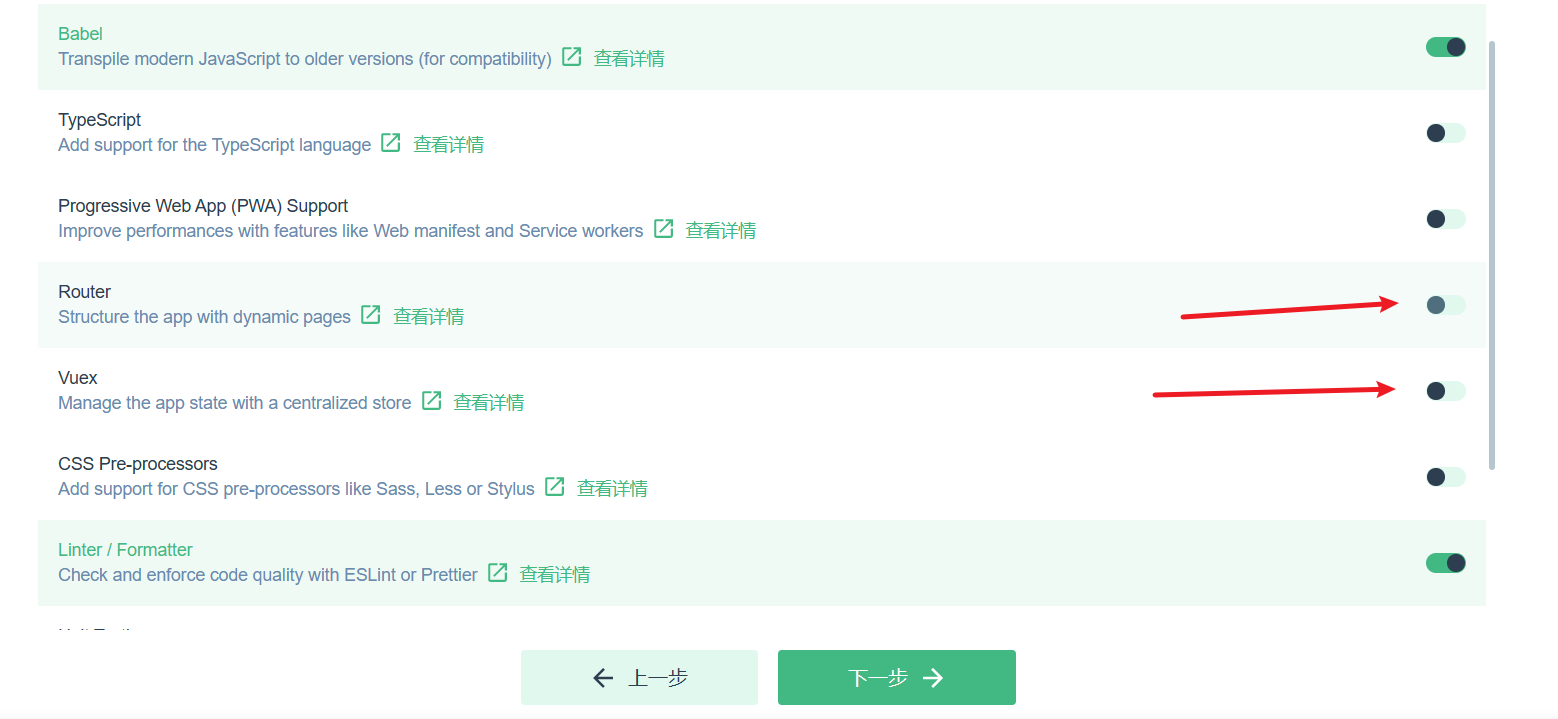 Babel
Transpile modern JavaScript to older versions (for compatibility) 查看详情
TypeScript
Add support for the TypeScript language 查看详情
Progressive Web App (PWA) Support
Improve performances with features like Web manifest and Service workers 查看详情
Router
Structure the app with dynamic pages 查看详情
Vuex
Manage the app state with a centralized store 查看详情
CSS Pre-processors
Add support for CSS pre-processors like Sass, Less or Stylus 查看详情
Linter / Formatter
Check and enforce code quality with ESLint or Prettier 查看详情
上一步 下一步